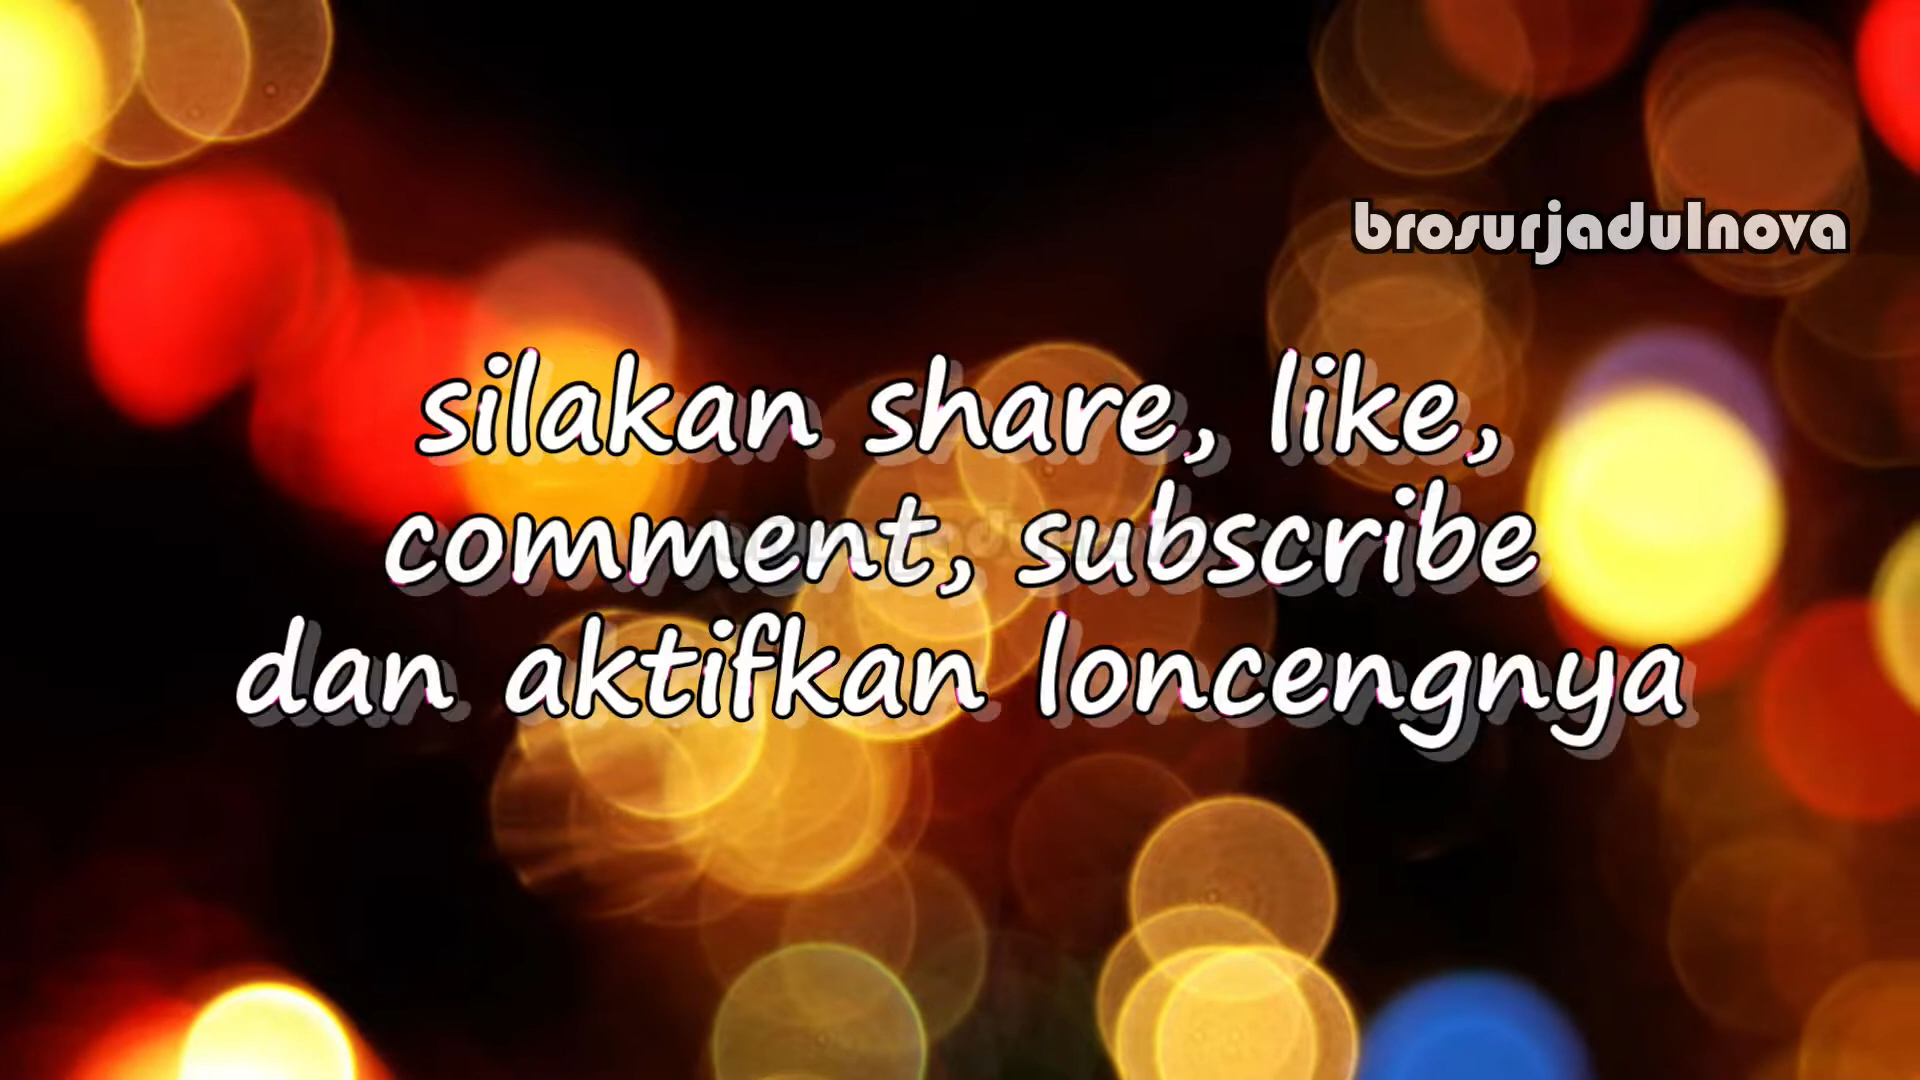 brosurjadulnova
silakan share, like,
comment, subscribe
dan aktifkan loncengnya